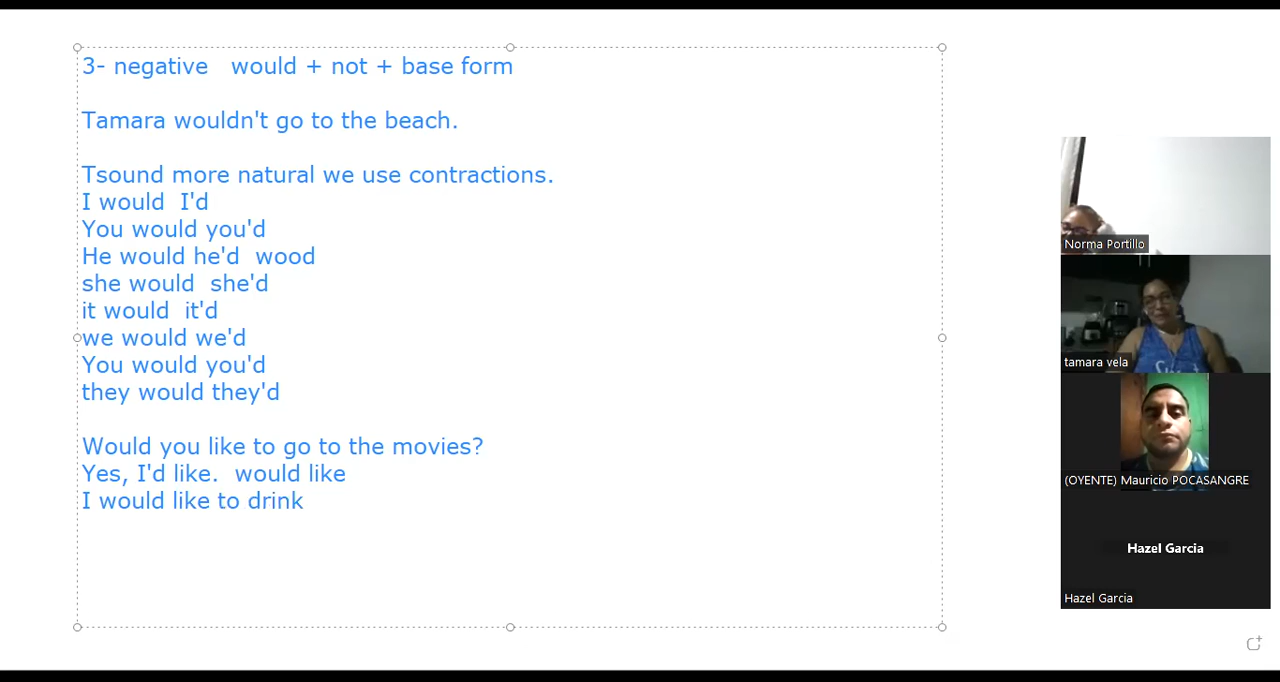 3- negative   would + not + base form
Tamara wouldn't go to the beach.
Tsound more natural we use contractions.
I would  I'd
You would you'd
He would he'd  wood
she would  she'd
it would  it'd
we would we'd
You would you'd
they would they'd
Would you like to go to the movies?
Yes, I'd like.  would like
I would like to drink
Norma Portillo
tamara vela
(OYENTE) Mauricio POCASANGRE
Hazel Garcia
Hazel Garcia